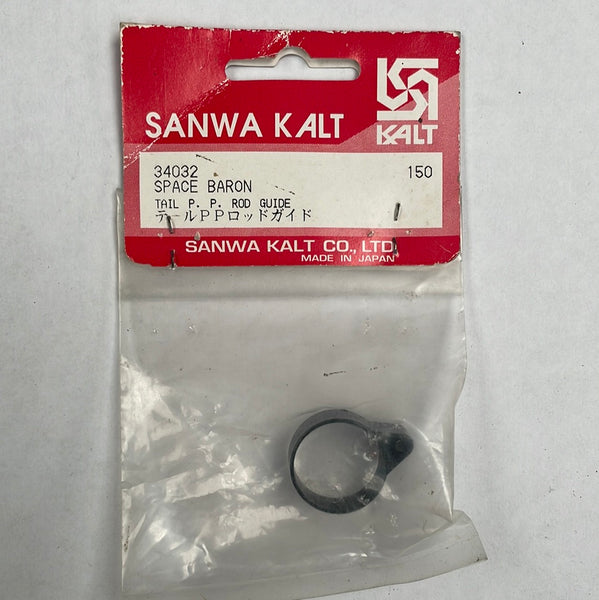 SANWA KALT
KALT
34032 150
SPACE BARON
TAIL P. P. ROD GUIDE
テールPPロッドガイド
SANWA KALT CO., LTD
MADE IN JAPAN